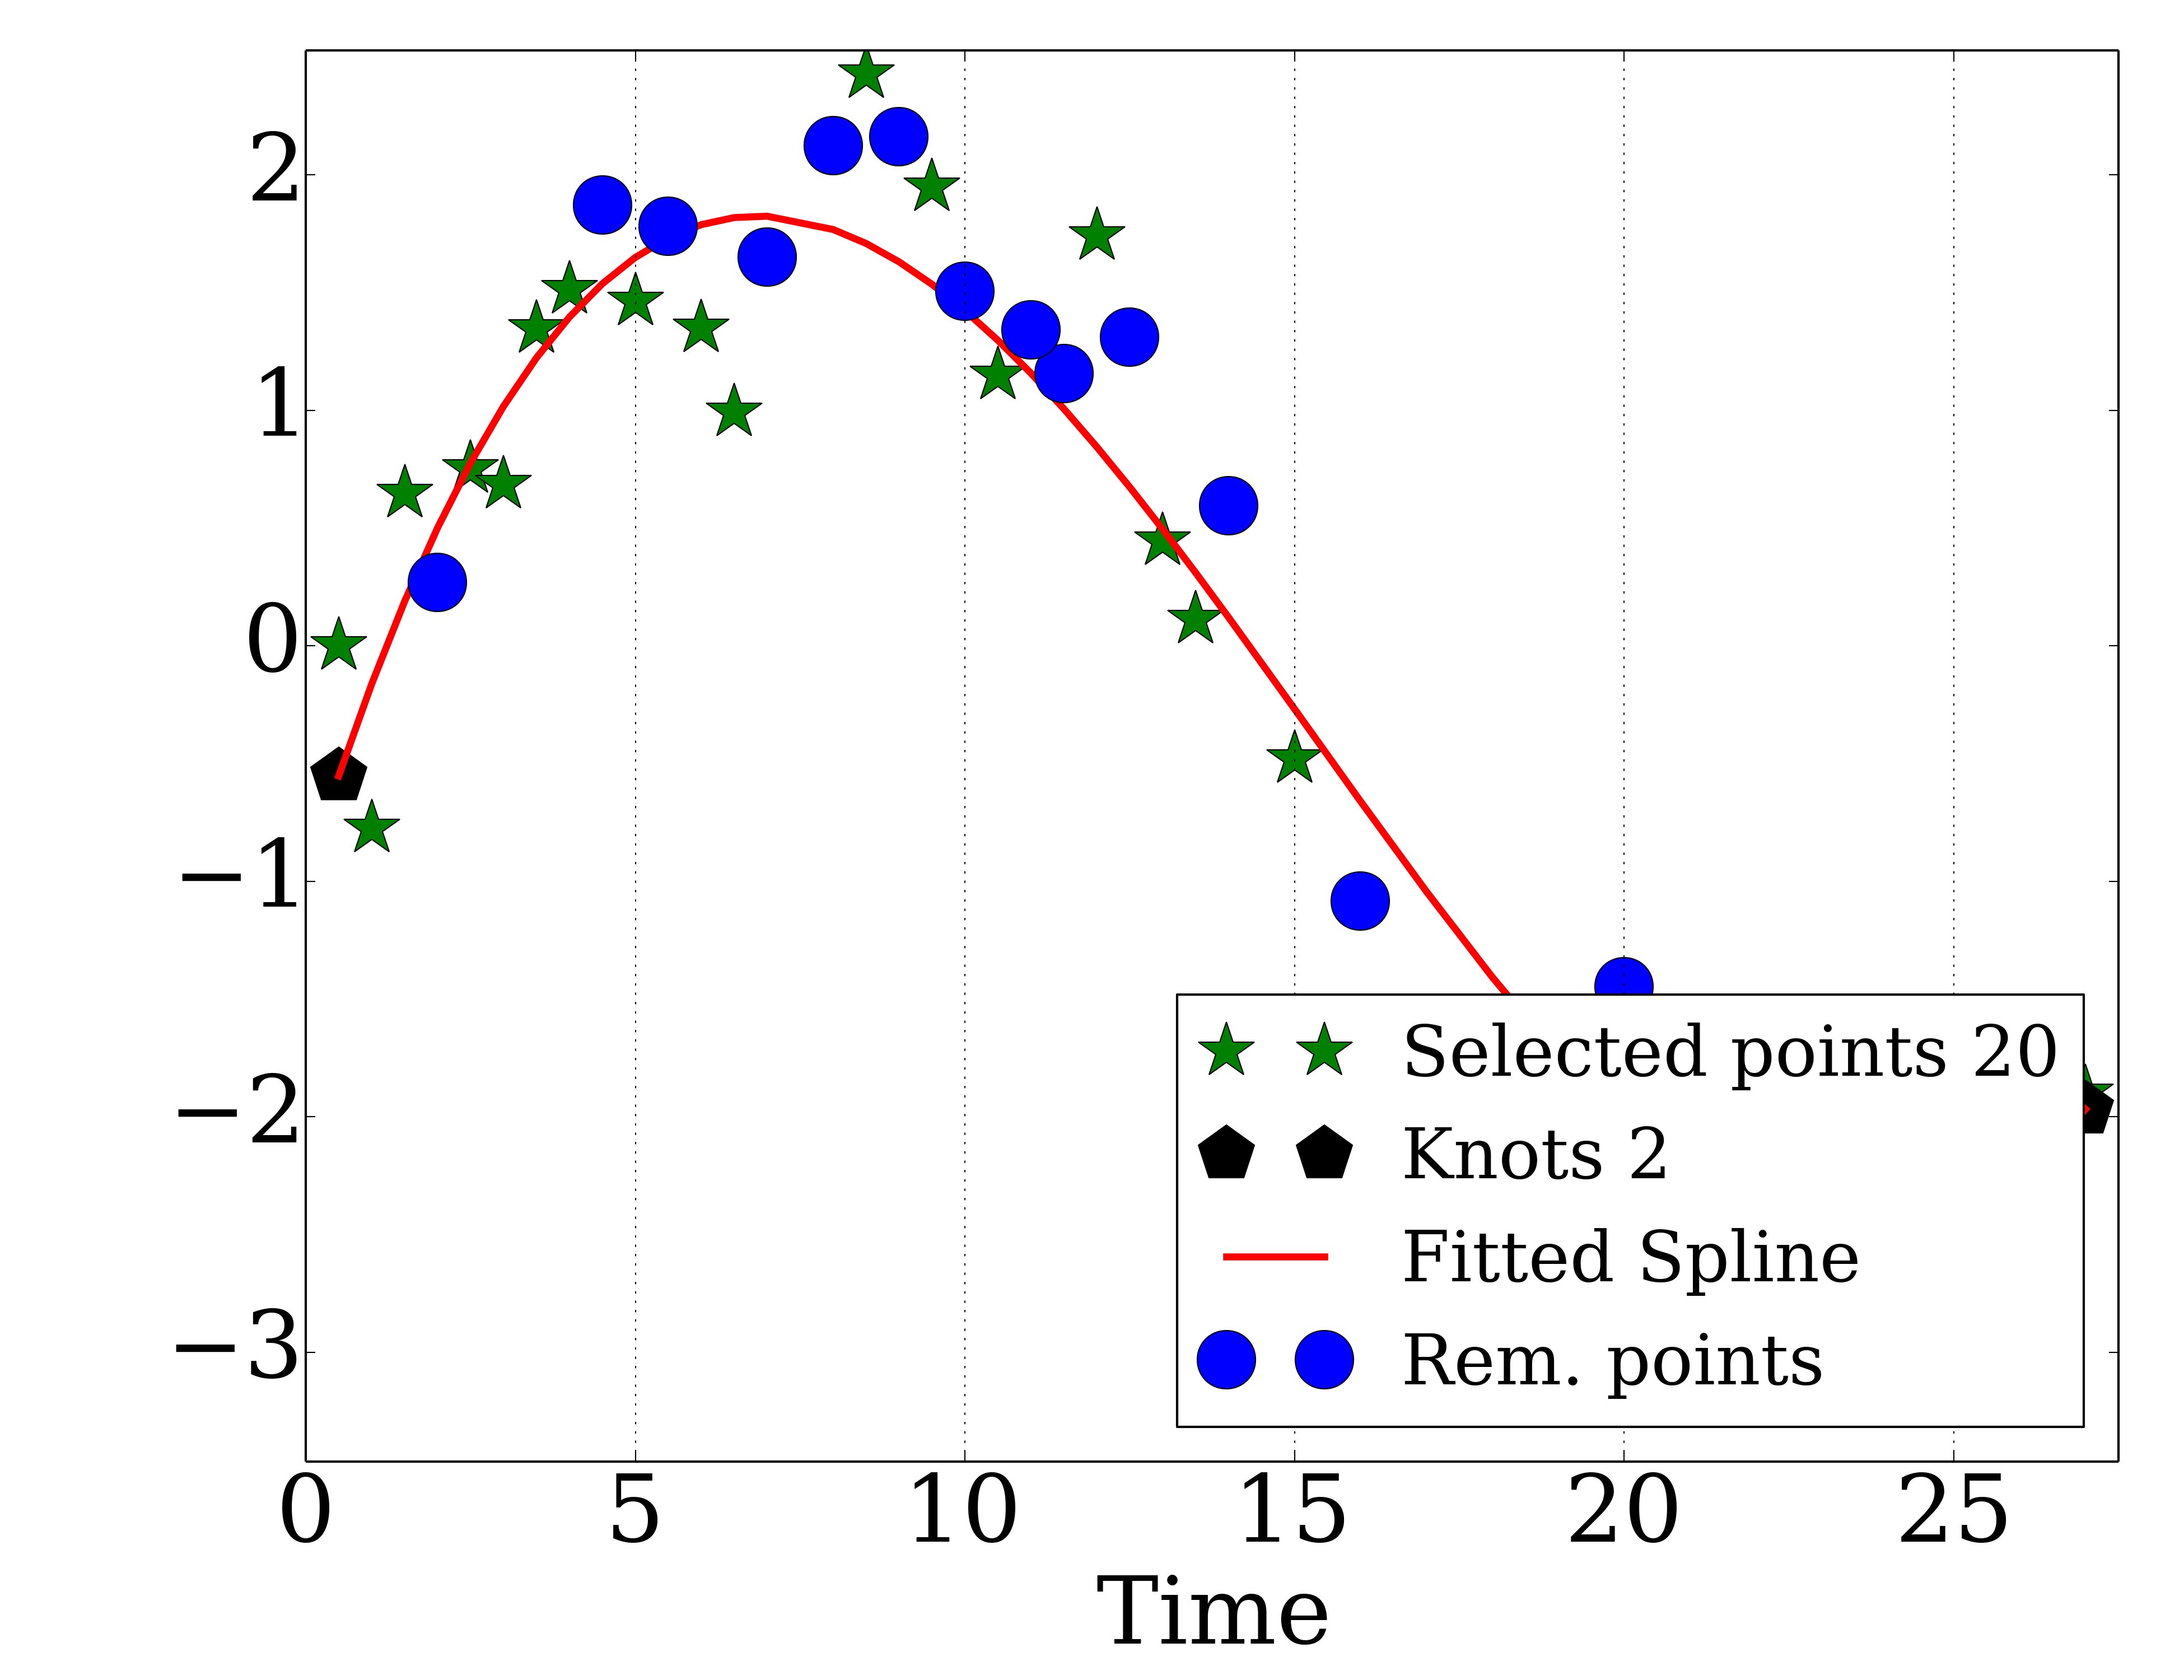 2
1
0
−1
−2
−3
0 5 10 15 20 25
Time
Selected points 20
Knots 2
Fitted Spline
Rem. points